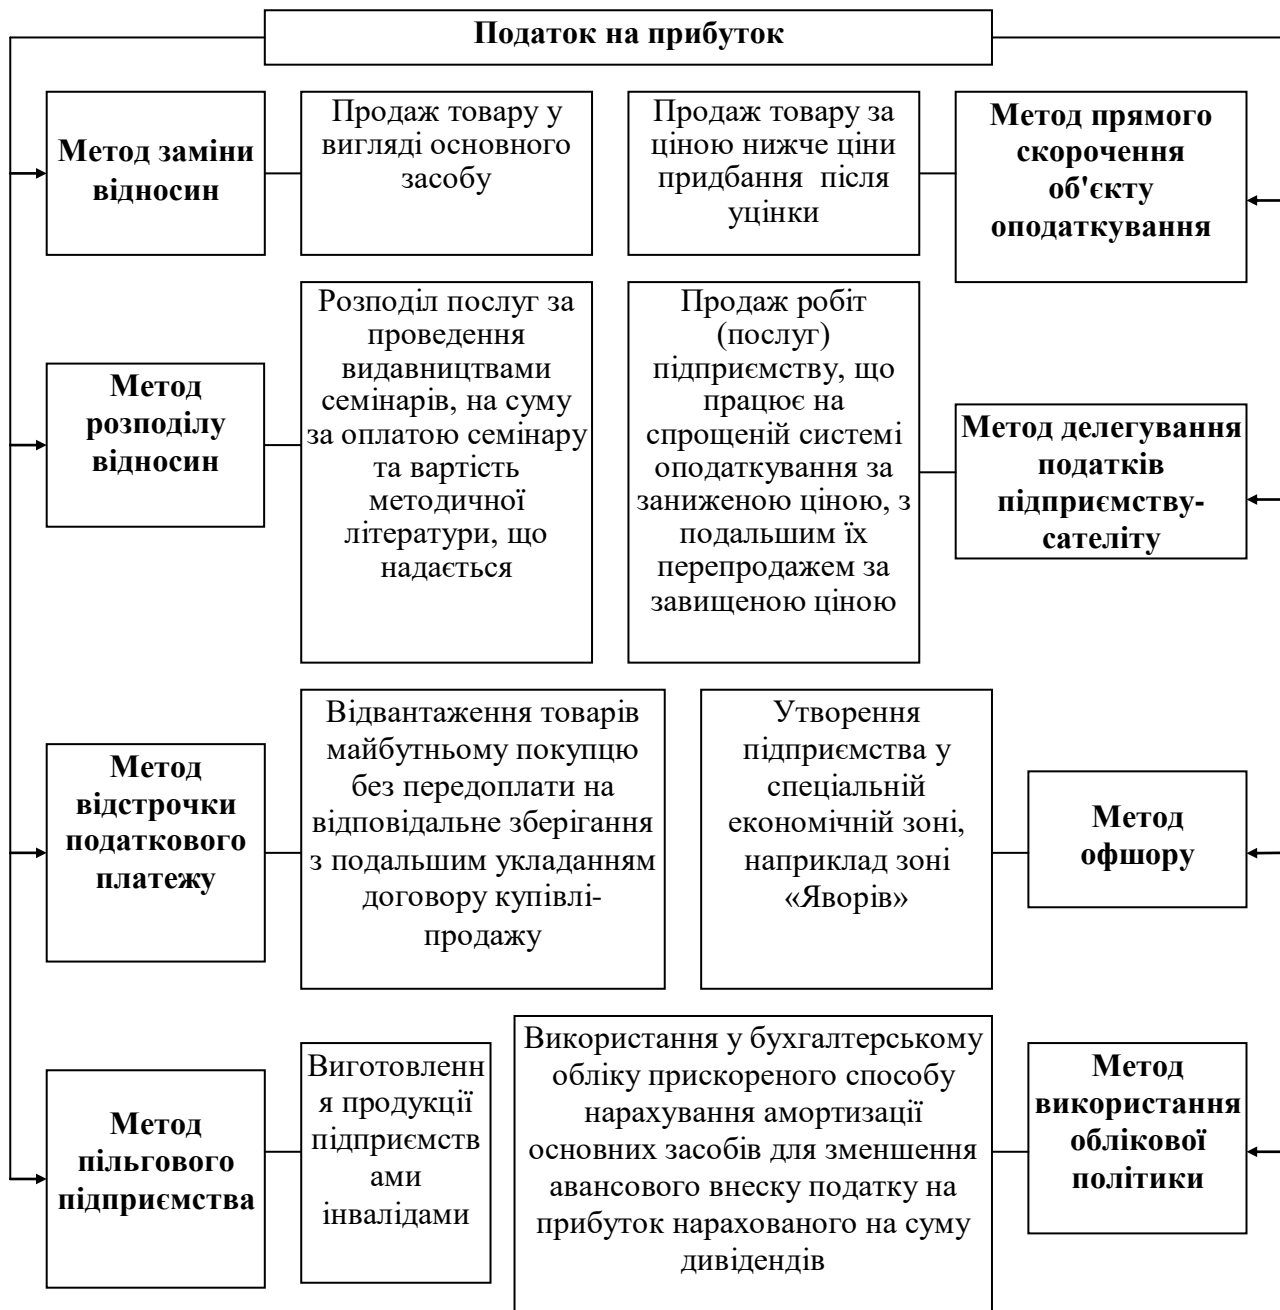 Податок на прибуток
Метод заміни
відносин
Продаж товару у
вигляді основного
засобу
Продаж товару за
ціною нижче ціни
придбання після
уцінки
Метод прямого
скорочення
об'єкту
оподаткування
Метод
розподілу
відносин
Розподіл послуг за
проведення
видавництвами
семінарів, на суму
за оплатою семінару
та вартість
методичної
літератури, що
надається
Продаж робіт
(послуг)
підприємству, що
працює на
спрощеній системі
оподаткування за
заниженою ціною, з
подальшим їх
перепродажем за
завищеною ціною
Метод делегування
податків
підприємству-
сателіту
Метод
відстрочки
податкового
платежу
Відвантаження товарів
майбутньому покупцю
без передоплати на
відповідальне зберігання
з подальшим укладанням
договору купівлі-
продажу
Утворення
підприємства у
спеціальній
економічній зоні,
наприклад зоні
«Яворів»
Метод
офшору
Метод
пільгового
підприємства
Виготовленн
я продукції
підприємств
ами
інвалідами
Використання у бухгалтерському
обліку прискореного способу
нарахування амортизації
основних засобів для зменшення
авансового внеску податку на
прибуток нарахованого на суму
дивідендів
Метод
використання
облікової
політики